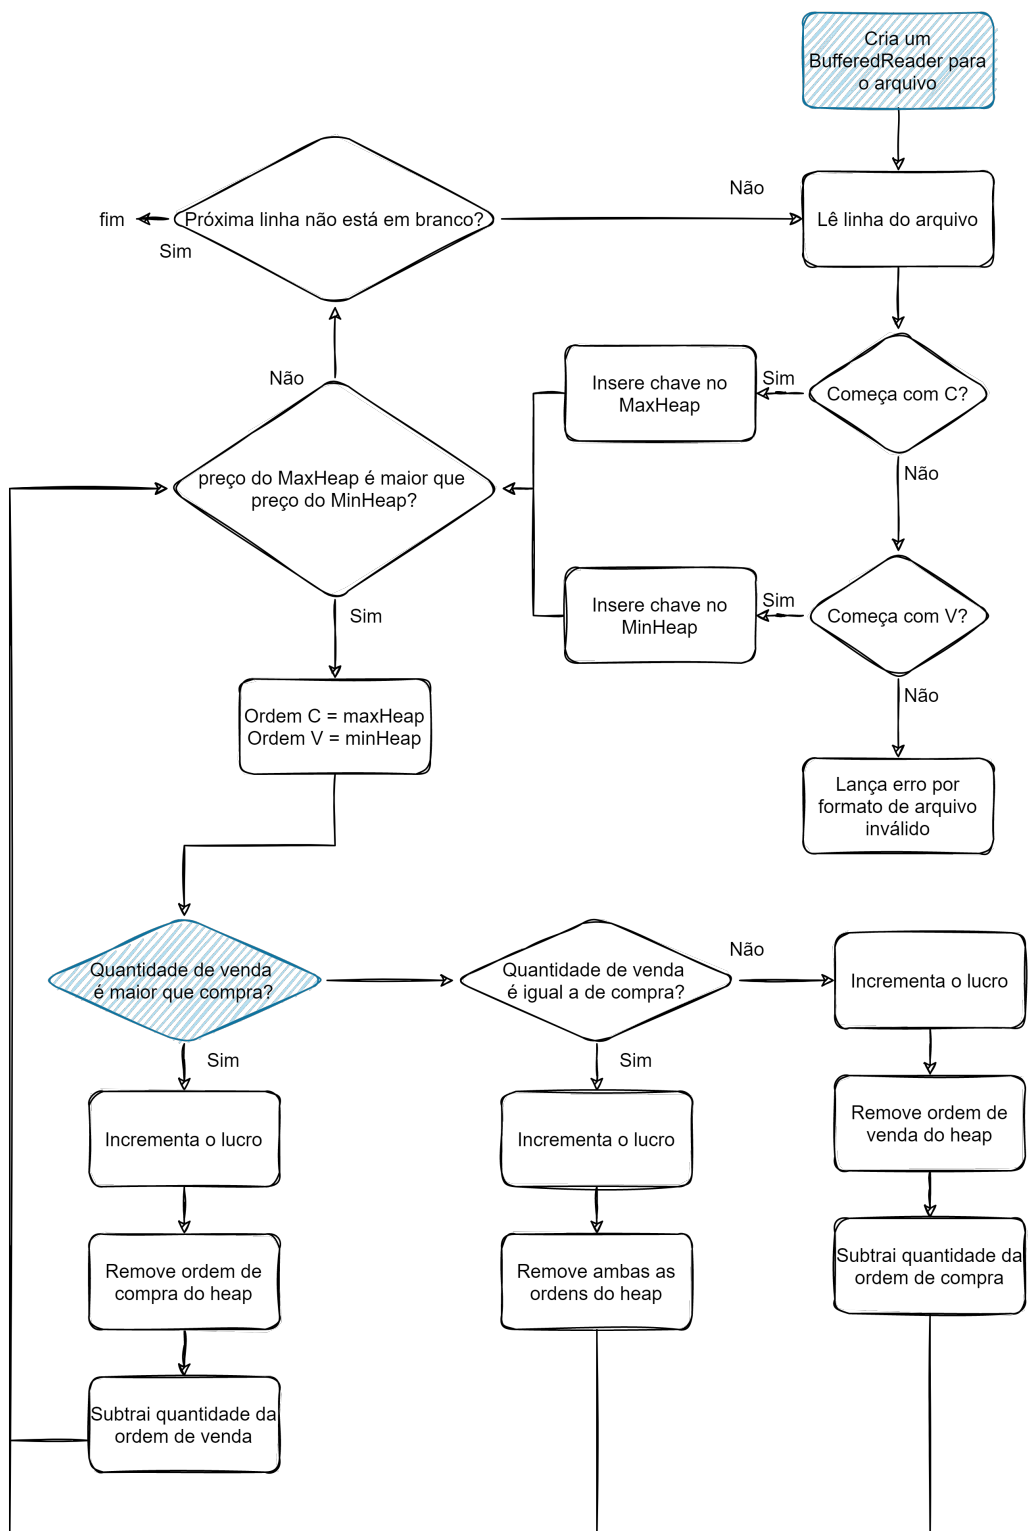 Cria um
BufferedReader para
o arquivo
Não
fim
Próxima linha não está em branco?
Lê linha do arquivo
Sim
Não
Insere chave no
MaxHeap
Sim
Começa com C?
Não
preço do MaxHeap é maior que
preço do MinHeap?
Sim
Insere chave no
MinHeap
Sim
Começa com V?
Não
Ordem C = maxHeap
Ordem V = minHeap
Lança erro por
formato de arquivo
inválido
Quantidade de venda
é maior que compra?
Quantidade de venda
é igual a de compra?
Não
Incrementa o lucro
Sim
Sim
Incrementa o lucro
Incrementa o lucro
Remove ordem de
venda do heap
Remove ordem de
compra do heap
Remove ambas as
ordens do heap
Subtrai quantidade da
ordem de compra
Subtrai quantidade da
ordem de venda